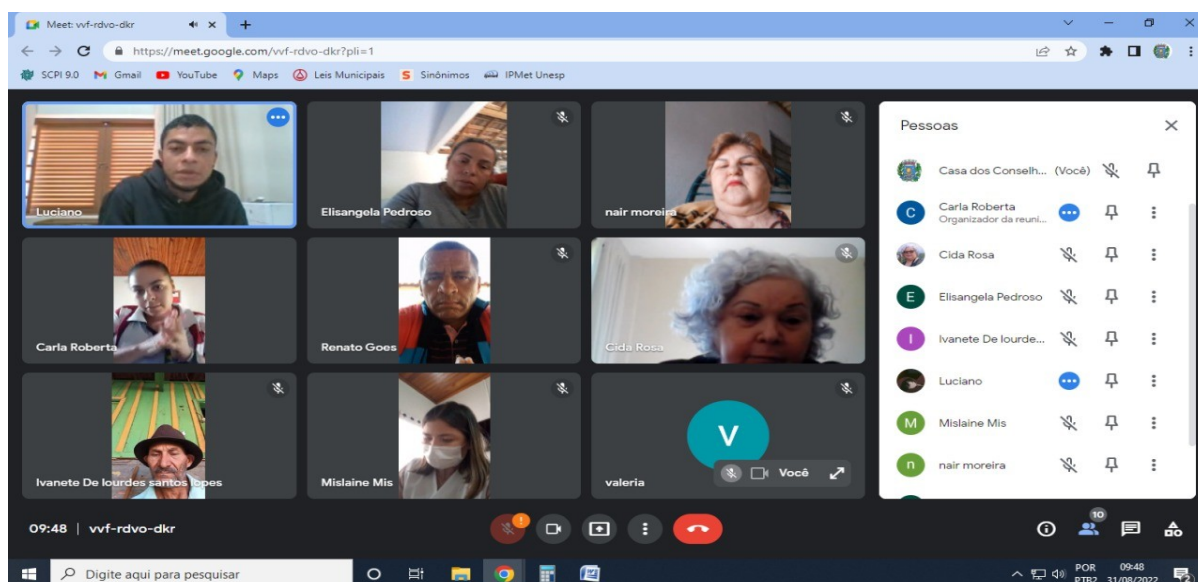 Meet: vvf-rdvo-dkr
https://meet.google.com/vvf-rdvo-dkr?pli=1
SCPI 9.0 Gmail YouTube Maps Leis Municipais S Sinônimos IPMet Unesp
Luciano
Elisangela Pedroso
nair moreira
Carla Roberta
Renato Goes
Cida Rosa
Ivanete De lourdes santos lopes
Mislaine Mis
V
valeria
Você
Pessoas
Casa dos Conselh... (Você)
C Carla Roberta
Organizador da reuni...
Cida Rosa
E Elisangela Pedroso
I Ivanete De lourde...
Luciano
M Mislaine Mis
n nair moreira
09:48 | vvf-rdvo-dkr
10
Digite aqui para pesquisar
POR 09:48
PTB2 31/08/2022